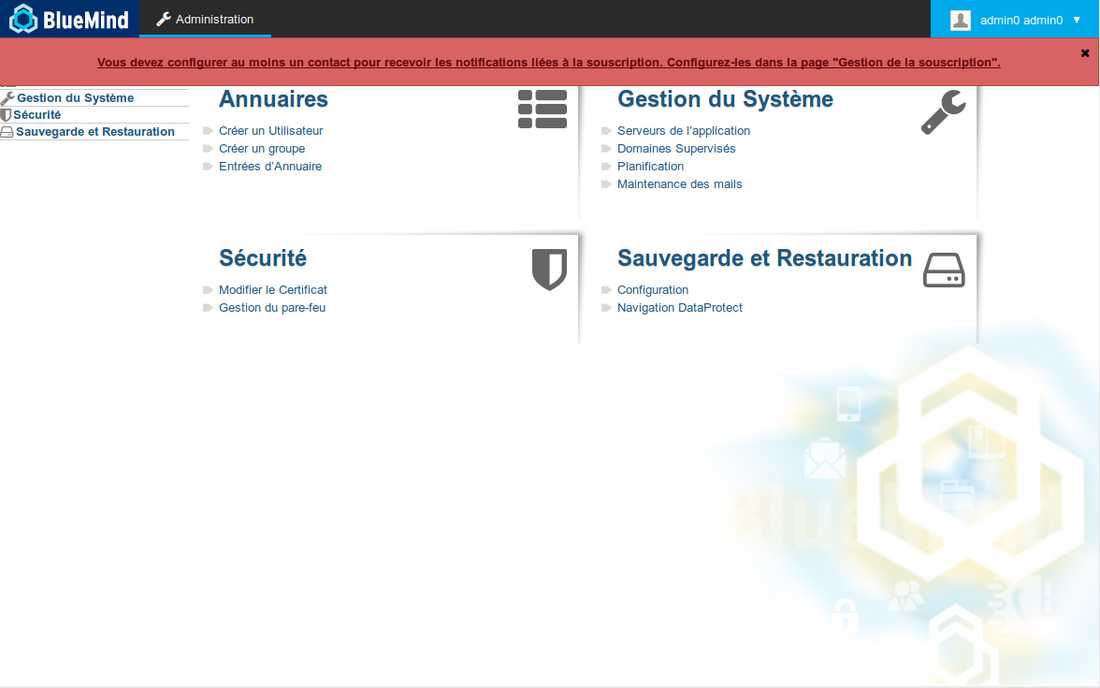 BlueMind
Administration
admin0 admin0 ▼
Vous devez configurer au moins un contact pour recevoir les notifications liées à la souscription. Configurez-les dans la page "Gestion de la souscription".
Gestion du Système
Sécurité
Sauvegarde et Restauration
Annuaires
Créer un Utilisateur
Créer un groupe
Entrées d'Annuaire
Gestion du Système
Serveurs de l'application
Domaines Supervisés
Planification
Maintenance des mails
Sécurité
Modifier le Certificat
Gestion du pare-feu
Sauvegarde et Restauration
Configuration
Navigation DataProtect